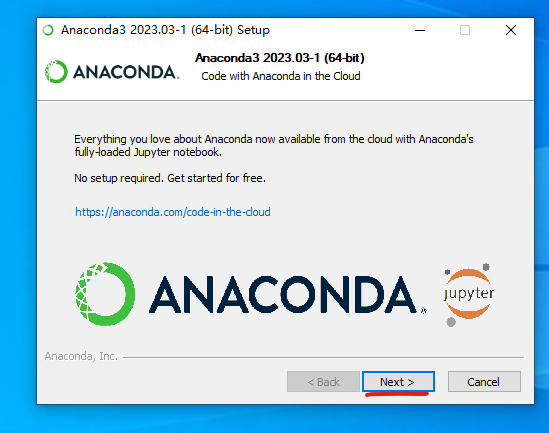 Anaconda3 2023.03-1 (64-bit) Setup
ANACONDA.
Anaconda3 2023.03-1 (64-bit)
Code with Anaconda in the Cloud
Everything you love about Anaconda now available from the cloud with Anaconda's
fully-loaded Jupyter notebook.
No setup required. Get started for free.
https://anaconda.com/code-in-the-cloud
ANACONDA.
jupyter
Anaconda, Inc.
< Back
Next >
Cancel